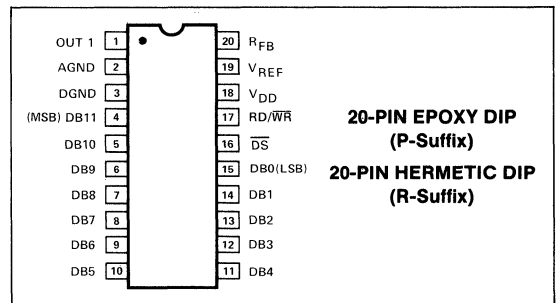 OUT 1 1 20 RFB
AGND 2 19 VREF
DGND 3 18 VDD
(MSB) DB11 4 17 RD/W̅R̅
DB10 5 16 D̅S̅
DB9 6 15 DB0(LSB)
DB8 7 14 DB1
DB7 8 13 DB2
DB6 9 12 DB3
DB5 10 11 DB4
20-PIN EPOXY DIP
(P-Suffix)
20-PIN HERMETIC DIP
(R-Suffix)